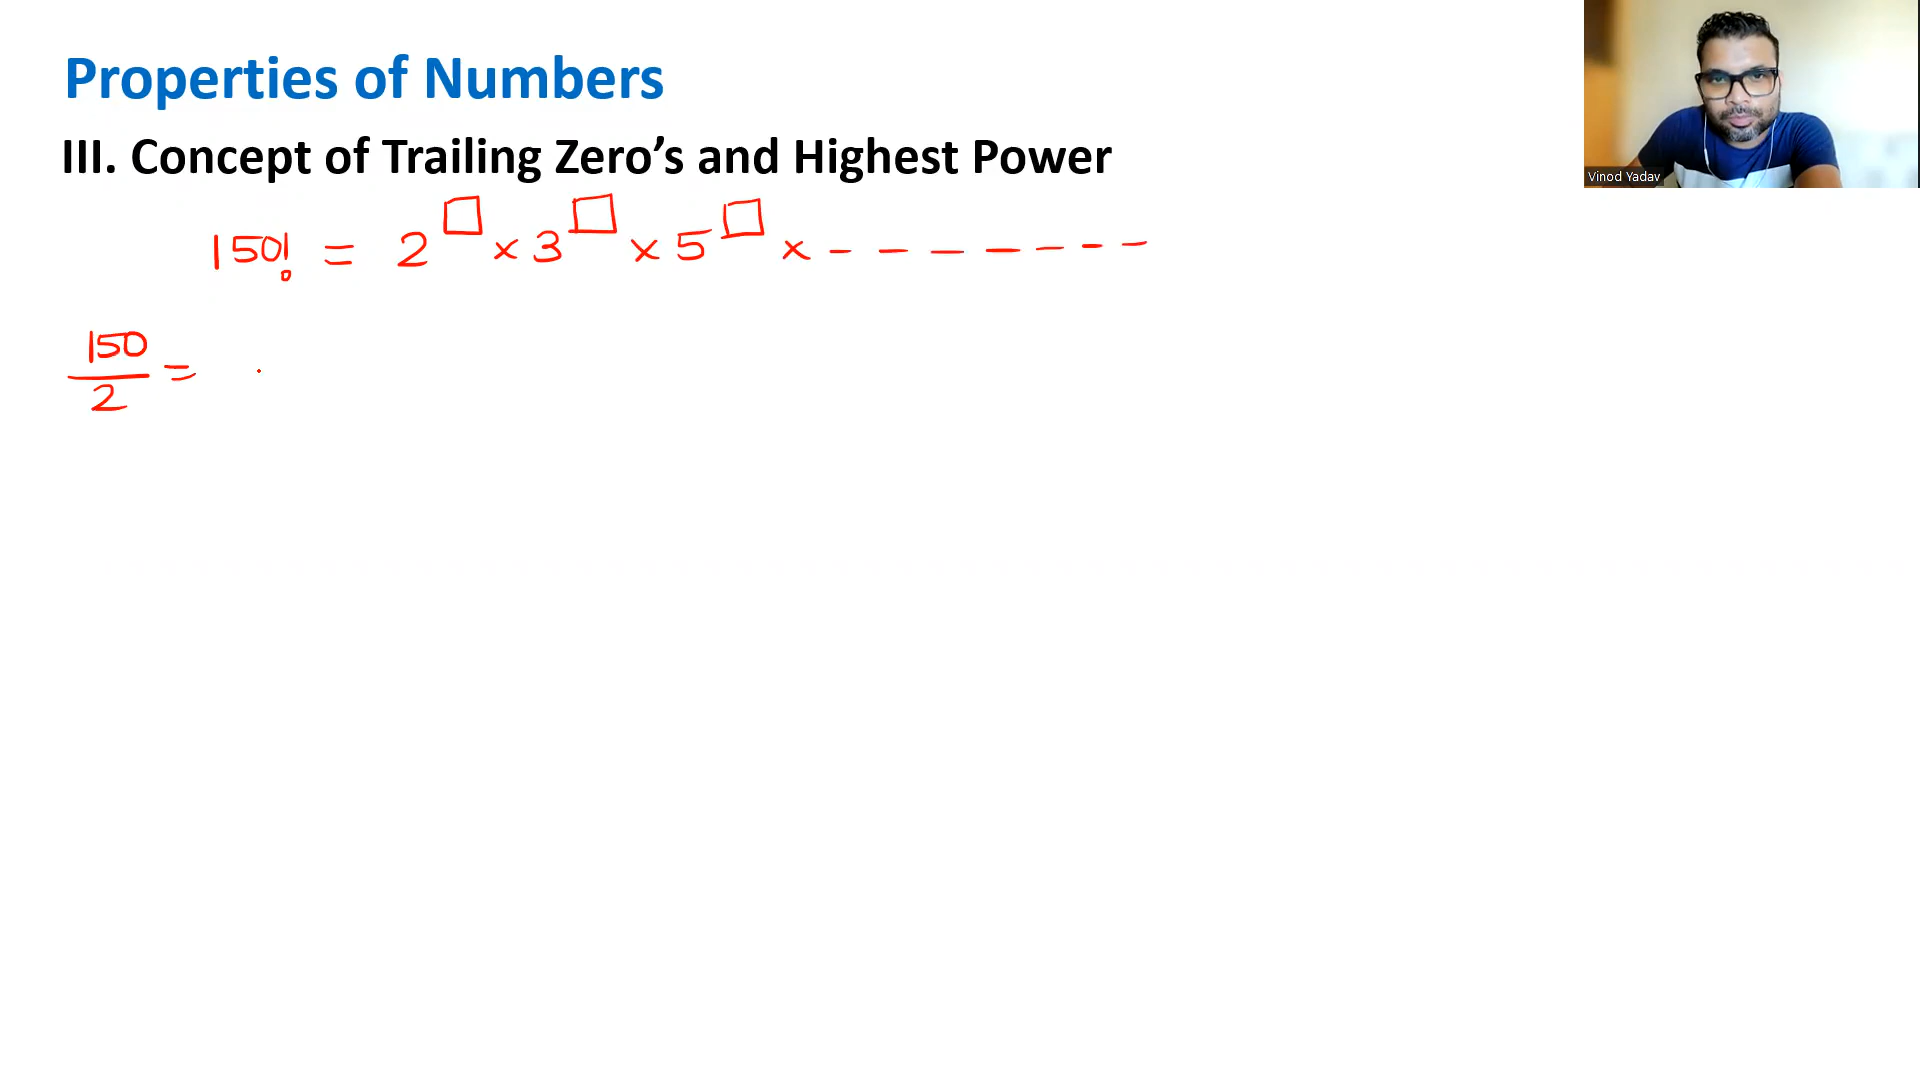 Properties of Numbers
III. Concept of Trailing Zero’s and Highest Power
Vinod Yadav
150! = 2^□ × 3^□ × 5^□ × - - - - - - - -
150/2 =